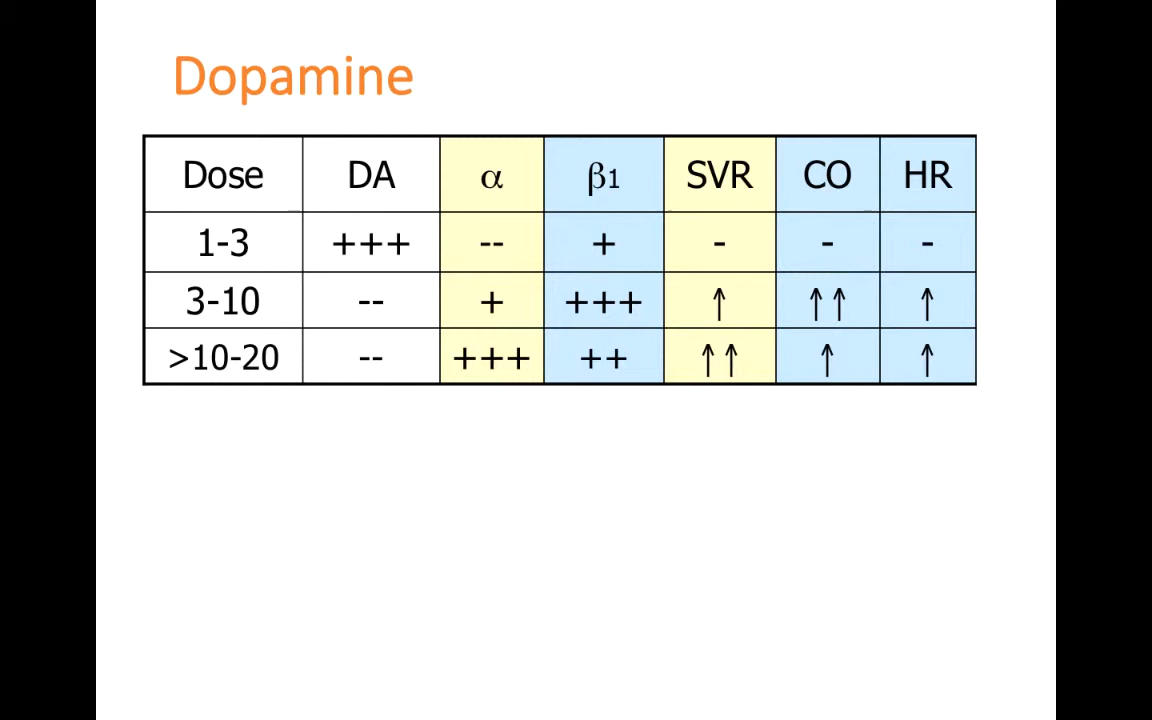 Dopamine
Dose DA α β1 SVR CO HR
1-3 +++ -- + - - -
3-10 -- + +++ ↑ ↑↑ ↑
>10-20 -- +++ ++ ↑↑ ↑ ↑